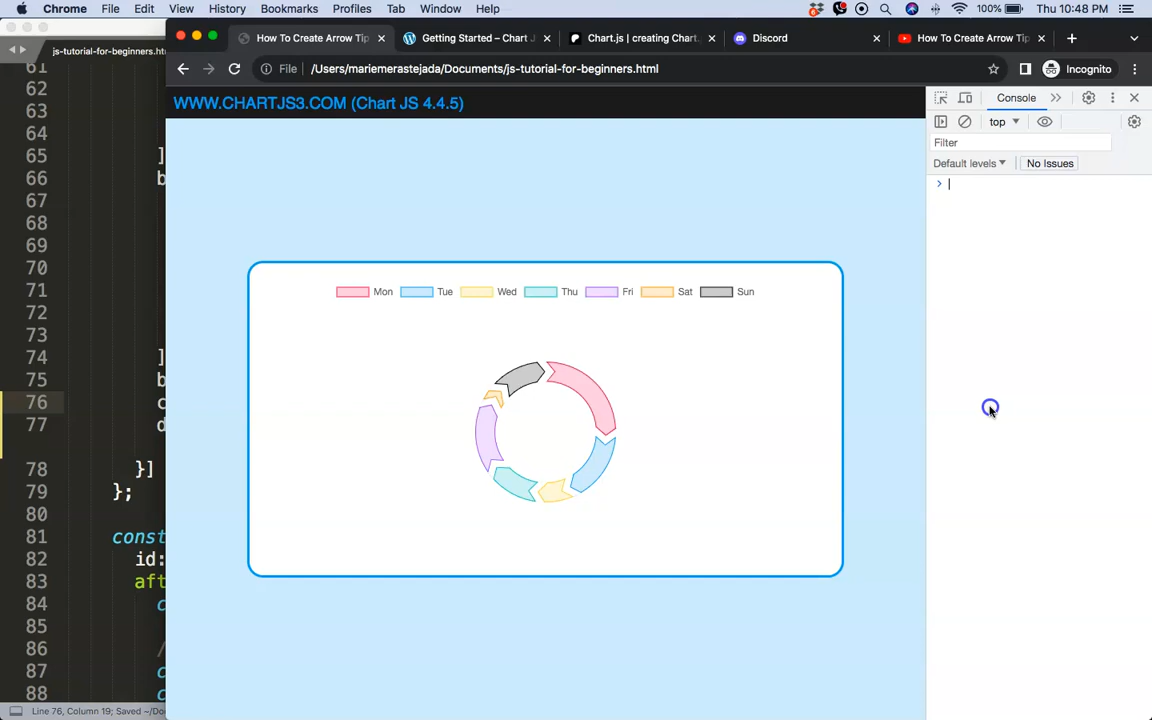 Chrome File Edit View History Bookmarks Profiles Tab Window Help 100% Thu 10:48 PM
js-tutorial-for-beginners.htm
How To Create Arrow Tip
Getting Started – Chart J
Chart.js | creating Chart.
Discord
How To Create Arrow Tip
File /Users/mariemerastejada/Documents/js-tutorial-for-beginners.html Incognito
WWW.CHARTJS3.COM (Chart JS 4.4.5)
Console
top
Filter
Default levels No Issues
Mon Tue Wed Thu Fri Sat Sun
61
62
63
64
65 ]
66 b
67
68
69
70
71
72
73
74 ]
75 b
76 c
77 d
78 }]
79 };
80
81 const
82 id:
83 aft
84 c
85
86 /
87 c
88 c
Line 76, Column 19; Saved ~/Do